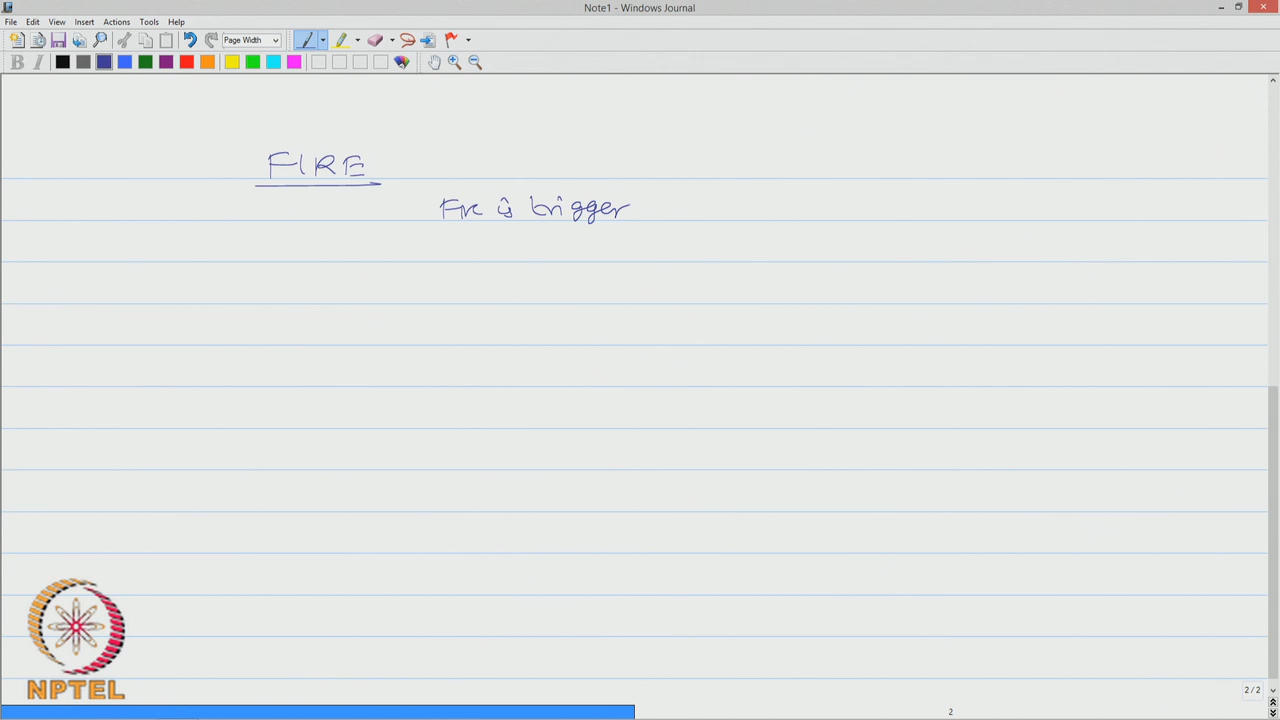 Note1 - Windows Journal
File Edit View Insert Actions Tools Help
Page Width
B I
FIRE
Fire is trigger
NPTEL
2 / 2
2